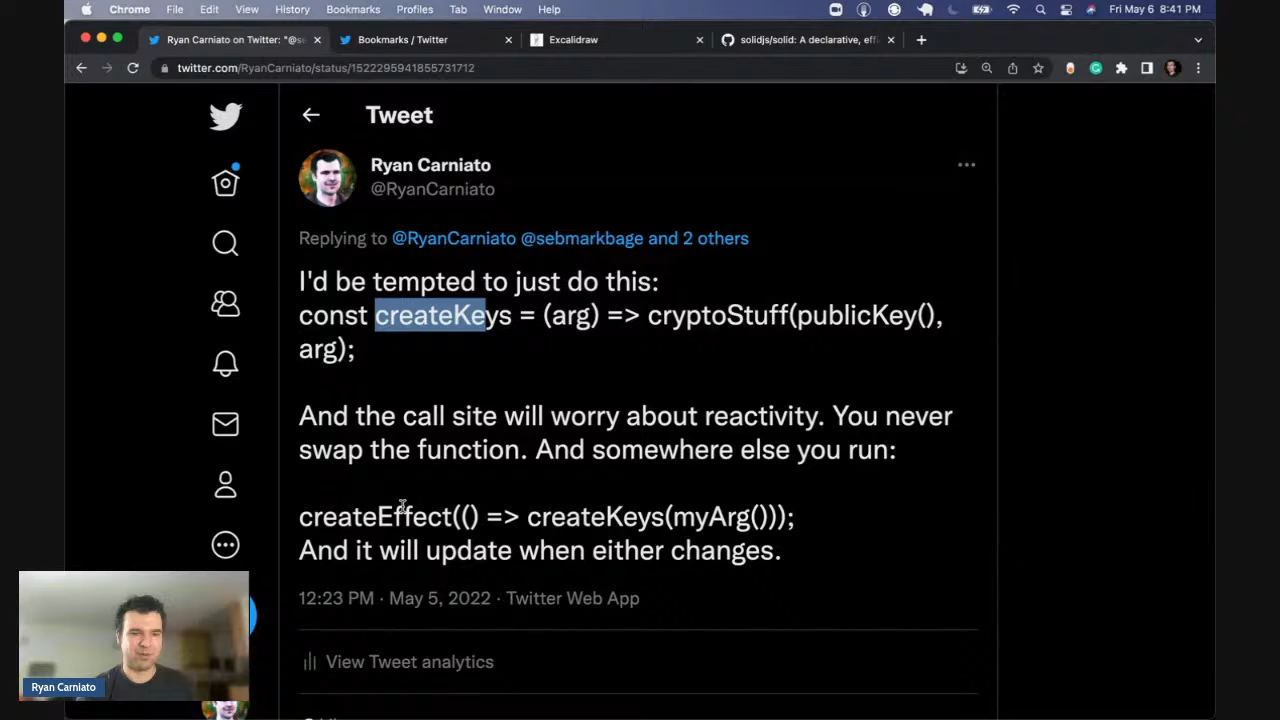 Chrome File Edit View History Bookmarks Profiles Tab Window Help Fri May 6 8:41 PM
Ryan Carniato on Twitter: "@se Bookmarks / Twitter Excalidraw solidjs/solid: A declarative, effi
twitter.com/RyanCarniato/status/1522295941855731712
Tweet
Ryan Carniato
@RyanCarniato
Replying to @RyanCarniato @sebmarkbage and 2 others
I'd be tempted to just do this:
const createKeys = (arg) => cryptoStuff(publicKey(),
arg);
And the call site will worry about reactivity. You never
swap the function. And somewhere else you run:
createEffect(() => createKeys(myArg()));
And it will update when either changes.
12:23 PM · May 5, 2022 · Twitter Web App
View Tweet analytics
Ryan Carniato